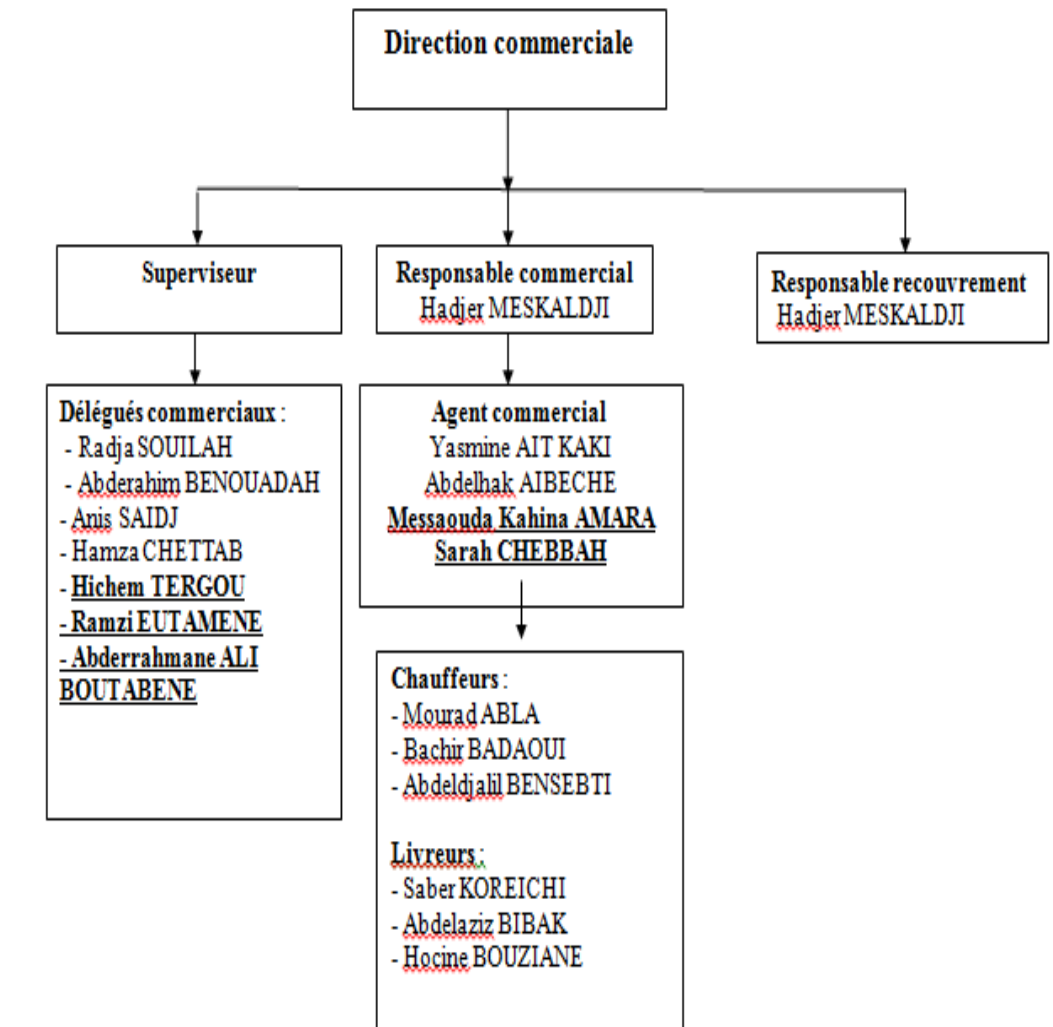 Direction commerciale
Superviseur
Responsable commercial
Hadjer MESKALDJI
Responsable recouvrement
Hadjer MESKALDJI
Délégués commerciaux :
- Radja SOUILAH
- Abderahim BENOUADAH
- Anis SAIDJ
- Hamza CHETTAB
- Hichem TERGOU
- Ramzi EUTAMENE
- Abderrahmane ALI
BOUTABENE
Agent commercial
Yasmine AIT KAKI
Abdelhak AIBECHE
Messaouda Kahina AMARA
Sarah CHEBBAH
Chauffeurs :
- Mourad ABLA
- Bachir BADAOUI
- Abdeldjalil BENSEBTI
Livreurs :
- Saber KOREICHI
- Abdelaziz BIBAK
- Hocine BOUZIANE